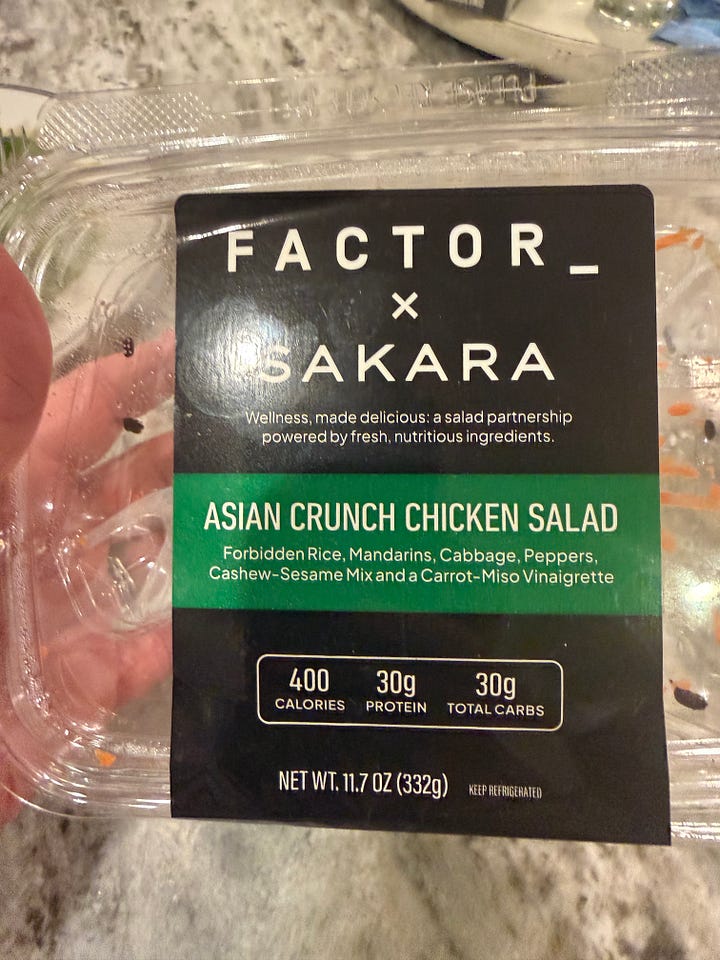 FACTOR_
×
SAKARA
Wellness, made delicious: a salad partnership
powered by fresh, nutritious ingredients.
ASIAN CRUNCH CHICKEN SALAD
Forbidden Rice, Mandarins, Cabbage, Peppers,
Cashew-Sesame Mix and a Carrot-Miso Vinaigrette
400 30g 30g
CALORIES PROTEIN TOTAL CARBS
NET WT. 11.7 OZ (332g) KEEP REFRIGERATED